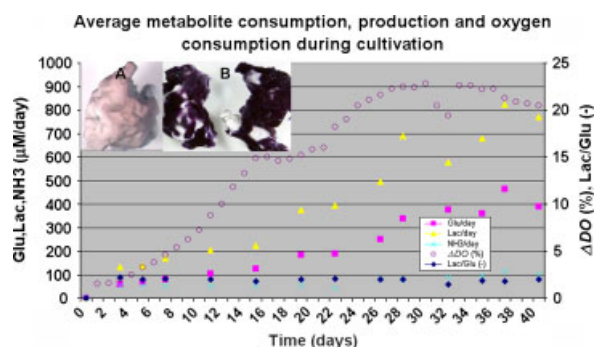 Average metabolite consumption, production and oxygen
consumption during cultivation
Glu,Lac,NH3 (µM/day)
1000
900
800
700
600
500
400
300
200
100
0
A
B
25
20
15
10
5
0
ΔDO (%), Lac/Glu (-)
Glu/day
Lac/day
NH3/day
ΔDO (%)
Lac/Glu (-)
0 2 4 6 8 10 12 14 16 18 20 22 24 26 28 30 32 34 36 38 40
Time (days)